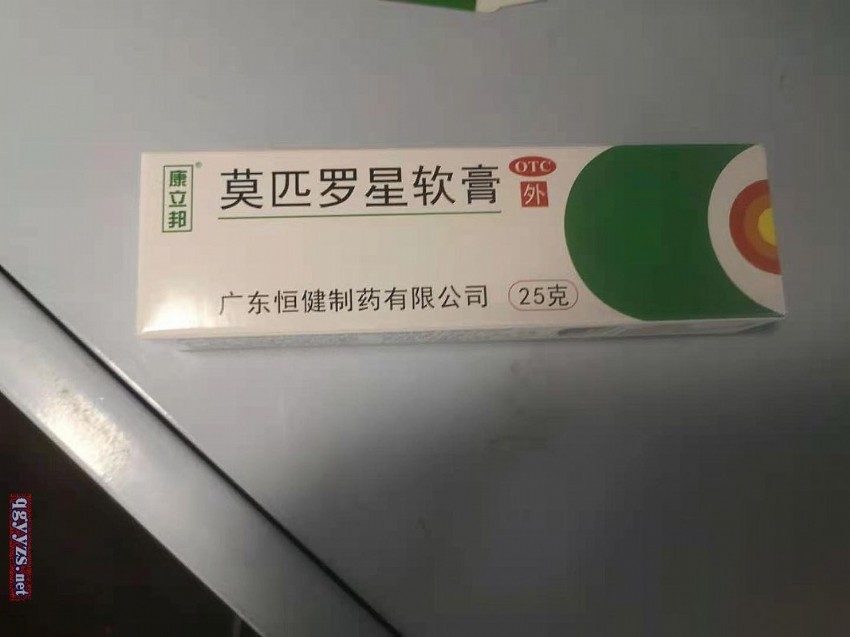 康立邦®
莫匹罗星软膏
OTC
外
广东恒健制药有限公司
25克
qgyyzs.net